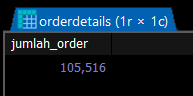 orderdetails (1r × 1c)
jumlah_order
105,516